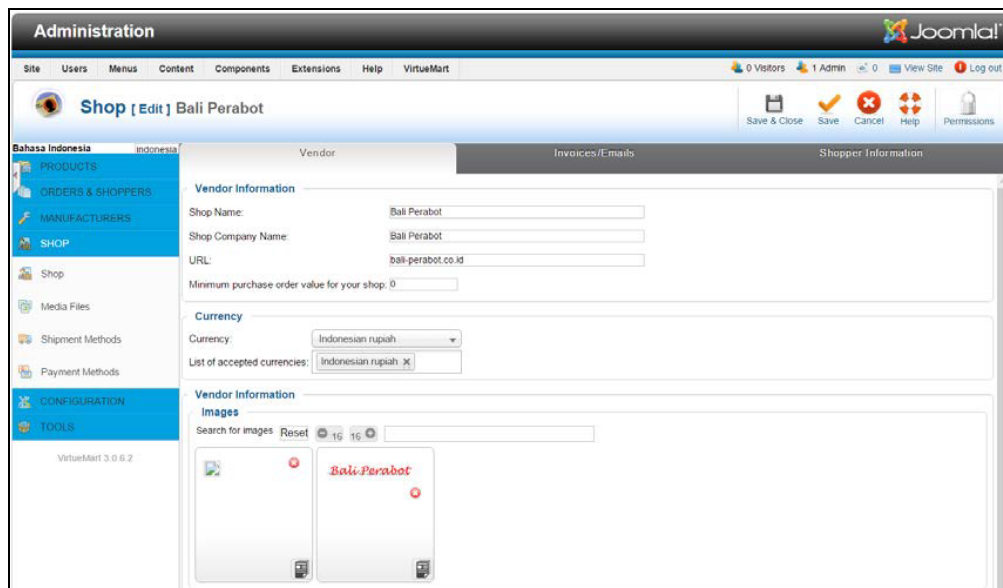 Administration
Joomla!
Site Users Menus Content Components Extensions Help VirtueMart
0 Visitors 1 Admin 0 View Site Log out
Shop [ Edit ] Bali Perabot
Save & Close Save Cancel Help Permissions
Bahasa Indonesia Indonesia
Vendor Invoices/Emails Shopper Information
PRODUCTS
ORDERS & SHOPPERS
MANUFACTURERS
SHOP
Shop
Media Files
Shipment Methods
Payment Methods
CONFIGURATION
TOOLS
VirtueMart 3.0.6.2
Vendor Information
Shop Name: Bali Perabot
Shop Company Name: Bali Perabot
URL: bali-perabot.co.id
Minimum purchase order value for your shop: 0
Currency
Currency: Indonesian rupiah
List of accepted currencies: Indonesian rupiah
Vendor Information
Images
Search for images Reset 16 16
Bali Perabot